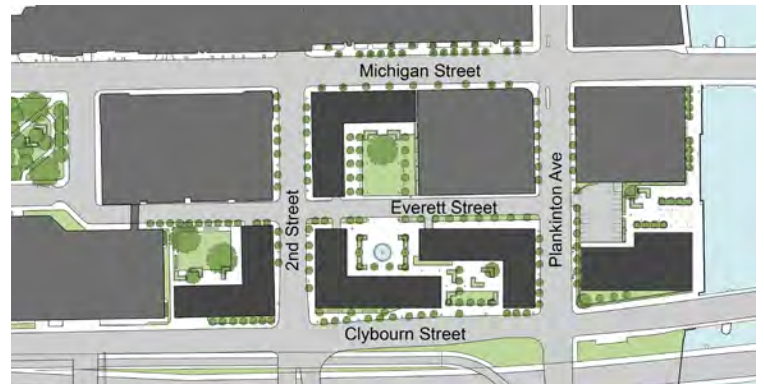 Michigan Street
Everett Street
2nd Street
Plankinton Ave
Clybourn Street